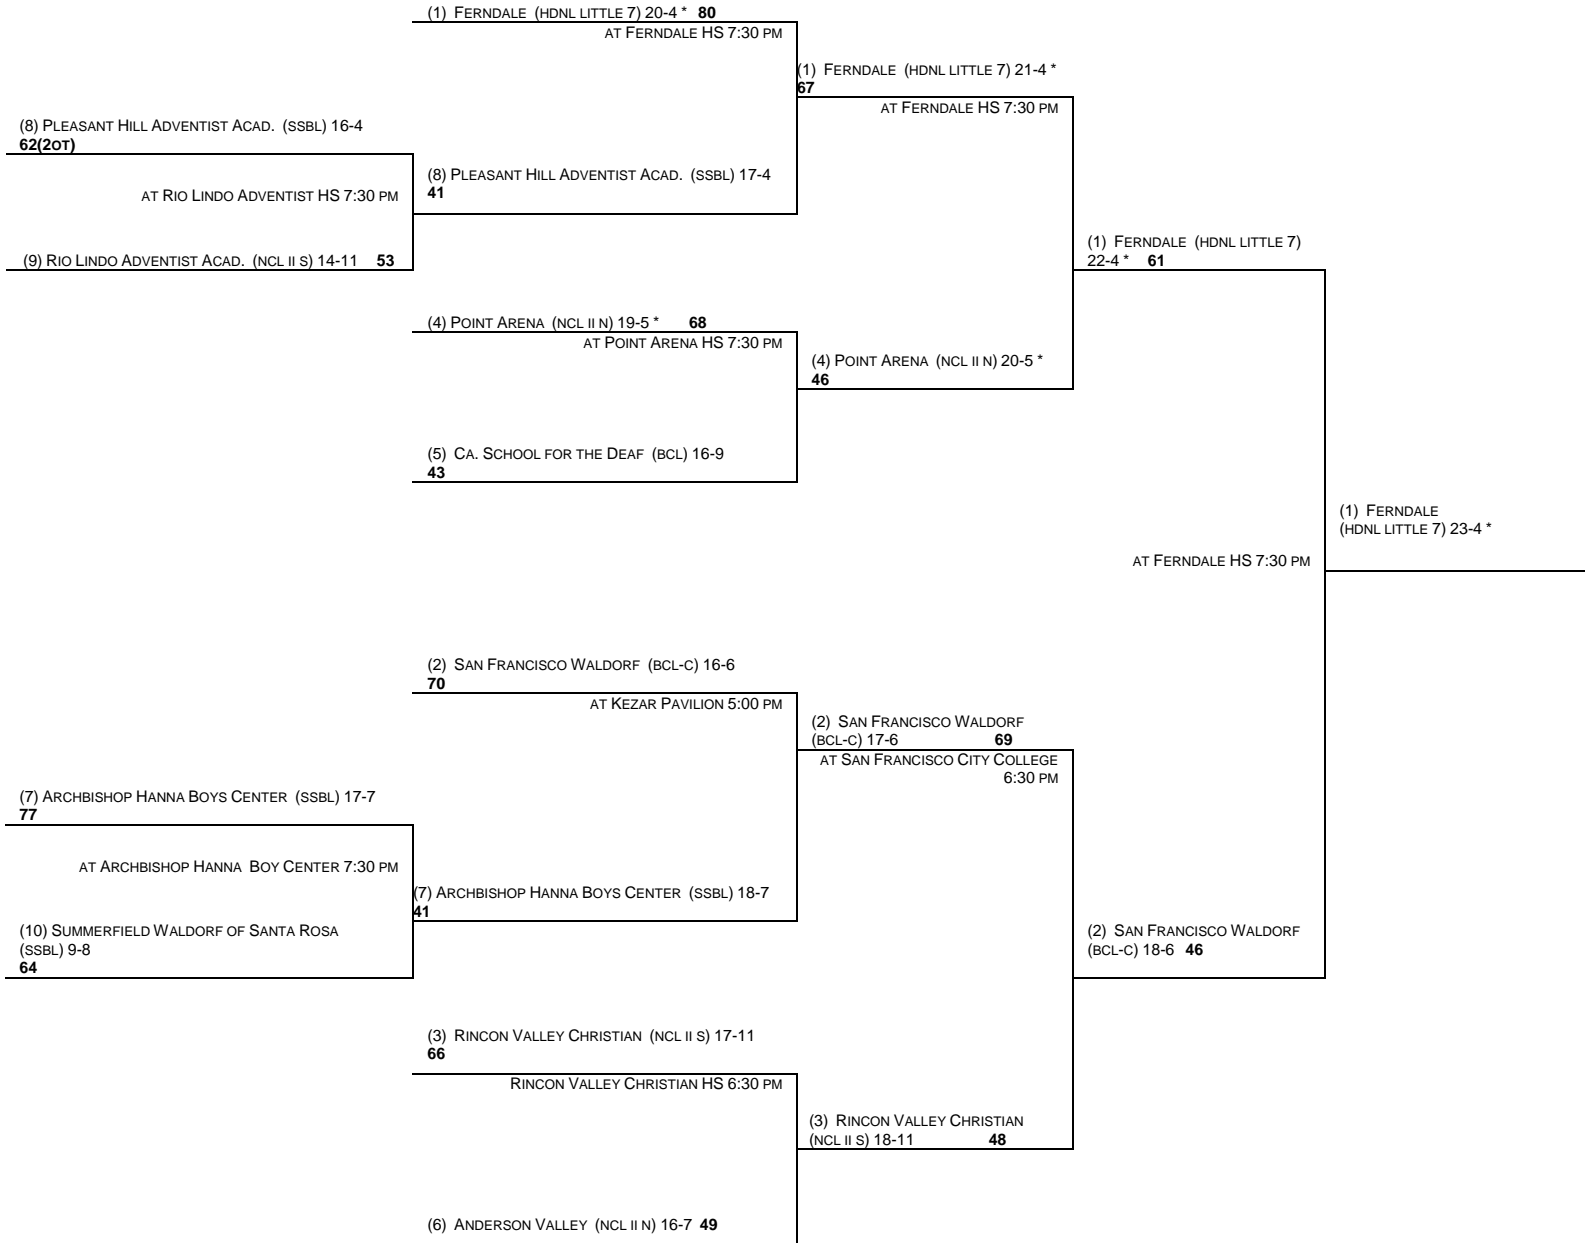 (1) Ferndale (HDNL Little 7) 20-4 * 80
at Ferndale HS 7:30 pm
(1) Ferndale (HDNL Little 7) 21-4 *
67
at Ferndale HS 7:30 pm
(8) Pleasant Hill Adventist Acad. (SSBL) 16-4
62(2OT)
(8) Pleasant Hill Adventist Acad. (SSBL) 17-4
41
at Rio Lindo Adventist HS 7:30 pm
(9) Rio Lindo Adventist Acad. (NCL II S) 14-11 53
(1) Ferndale (HDNL Little 7)
22-4 * 61
(4) Point Arena (NCL II N) 19-5 * 68
at Point Arena HS 7:30 pm
(4) Point Arena (NCL II N) 20-5 *
46
(5) Ca. School for the Deaf (BCL) 16-9
43
(1) Ferndale
(HDNL Little 7) 23-4 *
at Ferndale HS 7:30 pm
(2) San Francisco Waldorf (BCL-C) 16-6
70
at Kezar Pavilion 5:00 pm
(2) San Francisco Waldorf
(BCL-C) 17-6 69
at San Francisco City College
6:30 pm
(7) Archbishop Hanna Boys Center (SSBL) 17-7
77
at Archbishop Hanna Boy Center 7:30 pm
(7) Archbishop Hanna Boys Center (SSBL) 18-7
41
(10) Summerfield Waldorf of Santa Rosa
(SSBL) 9-8
64
(2) San Francisco Waldorf
(BCL-C) 18-6 46
(3) Rincon Valley Christian (NCL II S) 17-11
66
Rincon Valley Christian HS 6:30 pm
(3) Rincon Valley Christian
(NCL II S) 18-11 48
(6) Anderson Valley (NCL II N) 16-7 49